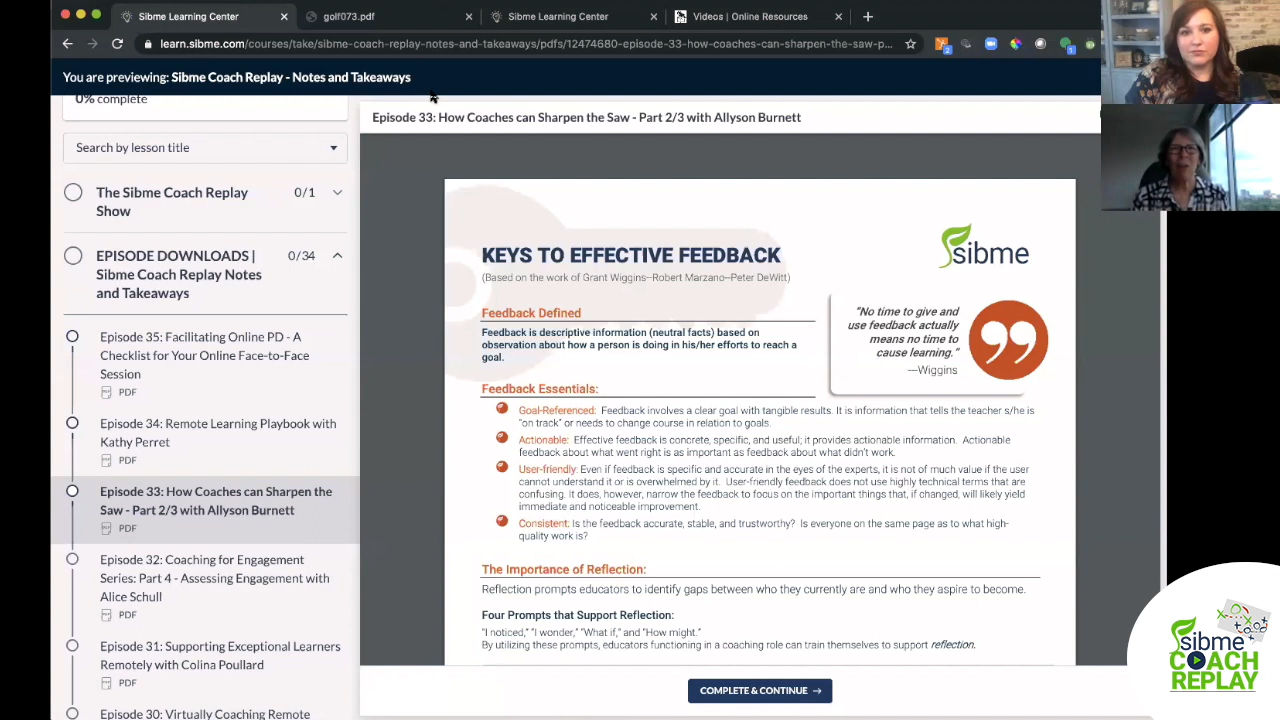 Sibme Learning Center
golf073.pdf
Sibme Learning Center
Videos | Online Resources
learn.sibme.com/courses/take/sibme-coach-replay-notes-and-takeaways/pdfs/12474680-episode-33-how-coaches-can-sharpen-the-saw-p...
2
1
You are previewing: Sibme Coach Replay - Notes and Takeaways
0% complete
Search by lesson title
The Sibme Coach Replay
Show
0/1
EPISODE DOWNLOADS |
Sibme Coach Replay Notes
and Takeaways
0/34
Episode 35: Facilitating Online PD - A
Checklist for Your Online Face-to-Face
Session
PDF
Episode 34: Remote Learning Playbook with
Kathy Perret
PDF
Episode 33: How Coaches can Sharpen the
Saw - Part 2/3 with Allyson Burnett
PDF
Episode 32: Coaching for Engagement
Series: Part 4 - Assessing Engagement with
Alice Schull
PDF
Episode 31: Supporting Exceptional Learners
Remotely with Colina Poullard
PDF
Episode 30: Virtually Coaching Remote
Episode 33: How Coaches can Sharpen the Saw - Part 2/3 with Allyson Burnett
KEYS TO EFFECTIVE FEEDBACK
(Based on the work of Grant Wiggins--Robert Marzano--Peter DeWitt)
sibme
Feedback Defined
Feedback is descriptive information (neutral facts) based on
observation about how a person is doing in his/her efforts to reach a
goal.
"No time to give and
use feedback actually
means no time to
cause learning."
---Wiggins
Feedback Essentials:
Goal-Referenced: Feedback involves a clear goal with tangible results. It is information that tells the teacher s/he is
"on track" or needs to change course in relation to goals.
Actionable: Effective feedback is concrete, specific, and useful; it provides actionable information. Actionable
feedback about what went right is as important as feedback about what didn't work.
User-friendly: Even if feedback is specific and accurate in the eyes of the experts, it is not of much value if the user
cannot understand it or is overwhelmed by it. User-friendly feedback does not use highly technical terms that are
confusing. It does, however, narrow the feedback to focus on the important things that, if changed, will likely yield
immediate and noticeable improvement.
Consistent: Is the feedback accurate, stable, and trustworthy? Is everyone on the same page as to what high-
quality work is?
The Importance of Reflection:
Reflection prompts educators to identify gaps between who they currently are and who they aspire to become.
Four Prompts that Support Reflection:
"I noticed," "I wonder," "What if," and "How might."
By utilizing these prompts, educators functioning in a coaching role can train themselves to support reflection.
COMPLETE & CONTINUE →
sibme
COACH
REPLAY